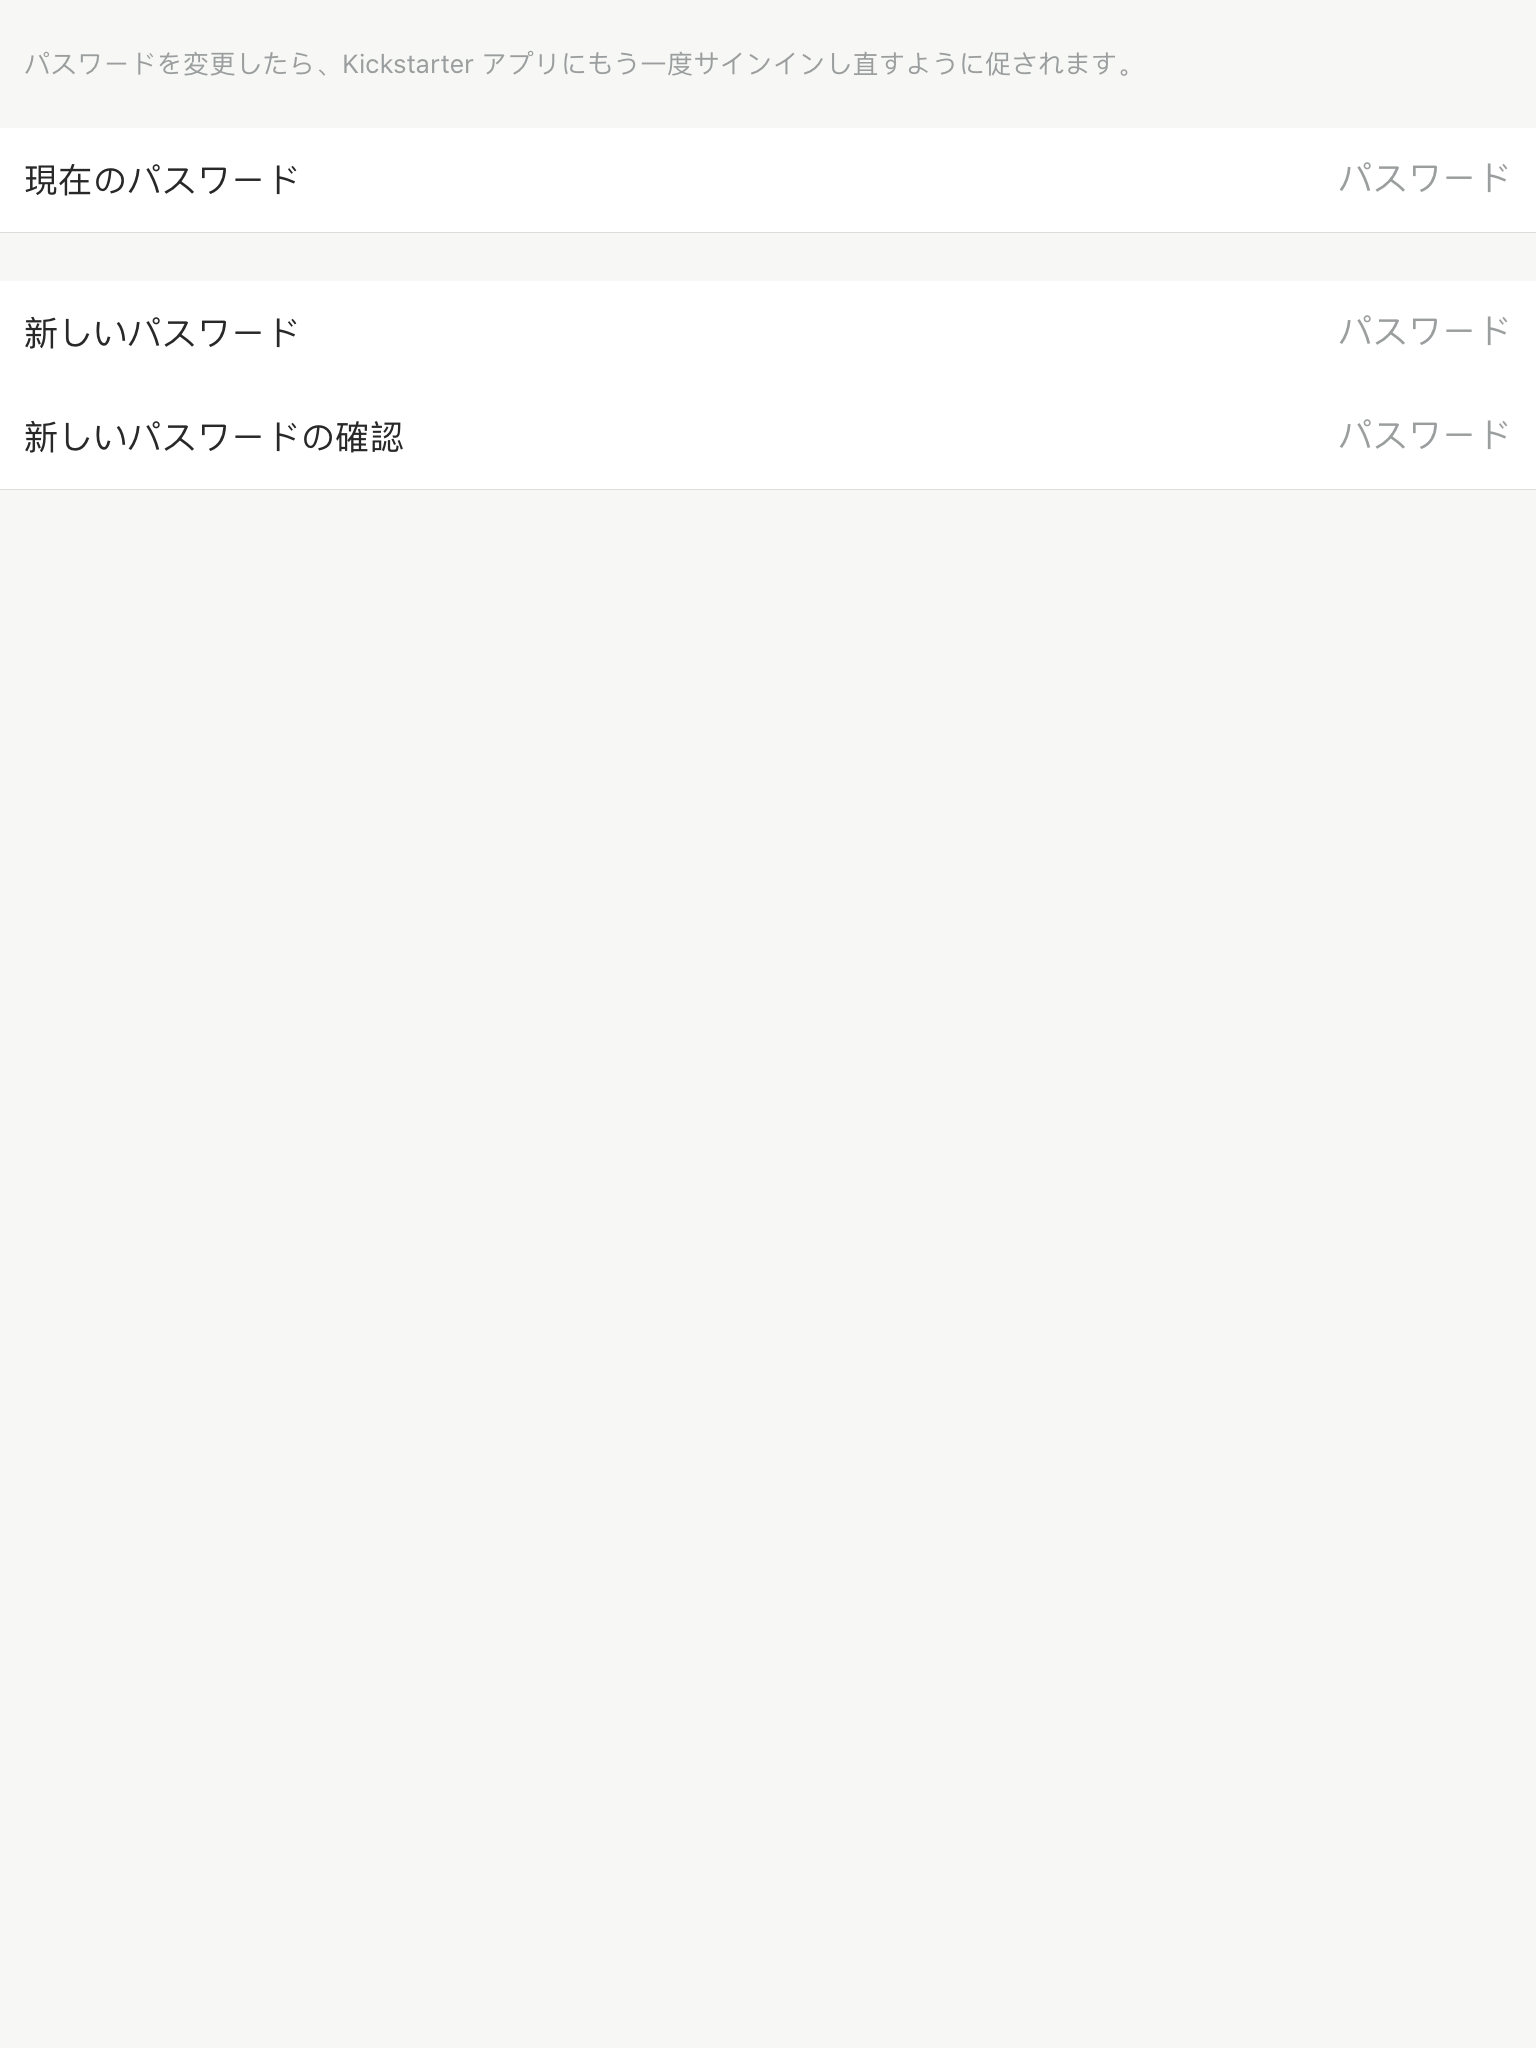 パスワードを変更したら、Kickstarter アプリにもう一度サインインし直すように促されます。
現在のパスワード パスワード
新しいパスワード パスワード
新しいパスワードの確認 パスワード